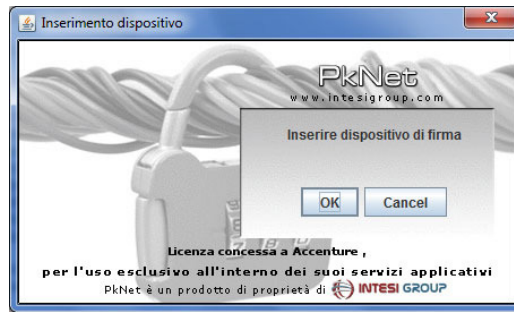 Inserimento dispositivo
PkNet
www.intesigroup.com
Inserire dispositivo di firma
OK Cancel
Licenza concessa a Accenture ,
per l'uso esclusivo all'interno dei suoi servizi applicativi
PkNet è un prodotto di proprietà di INTESI GROUP